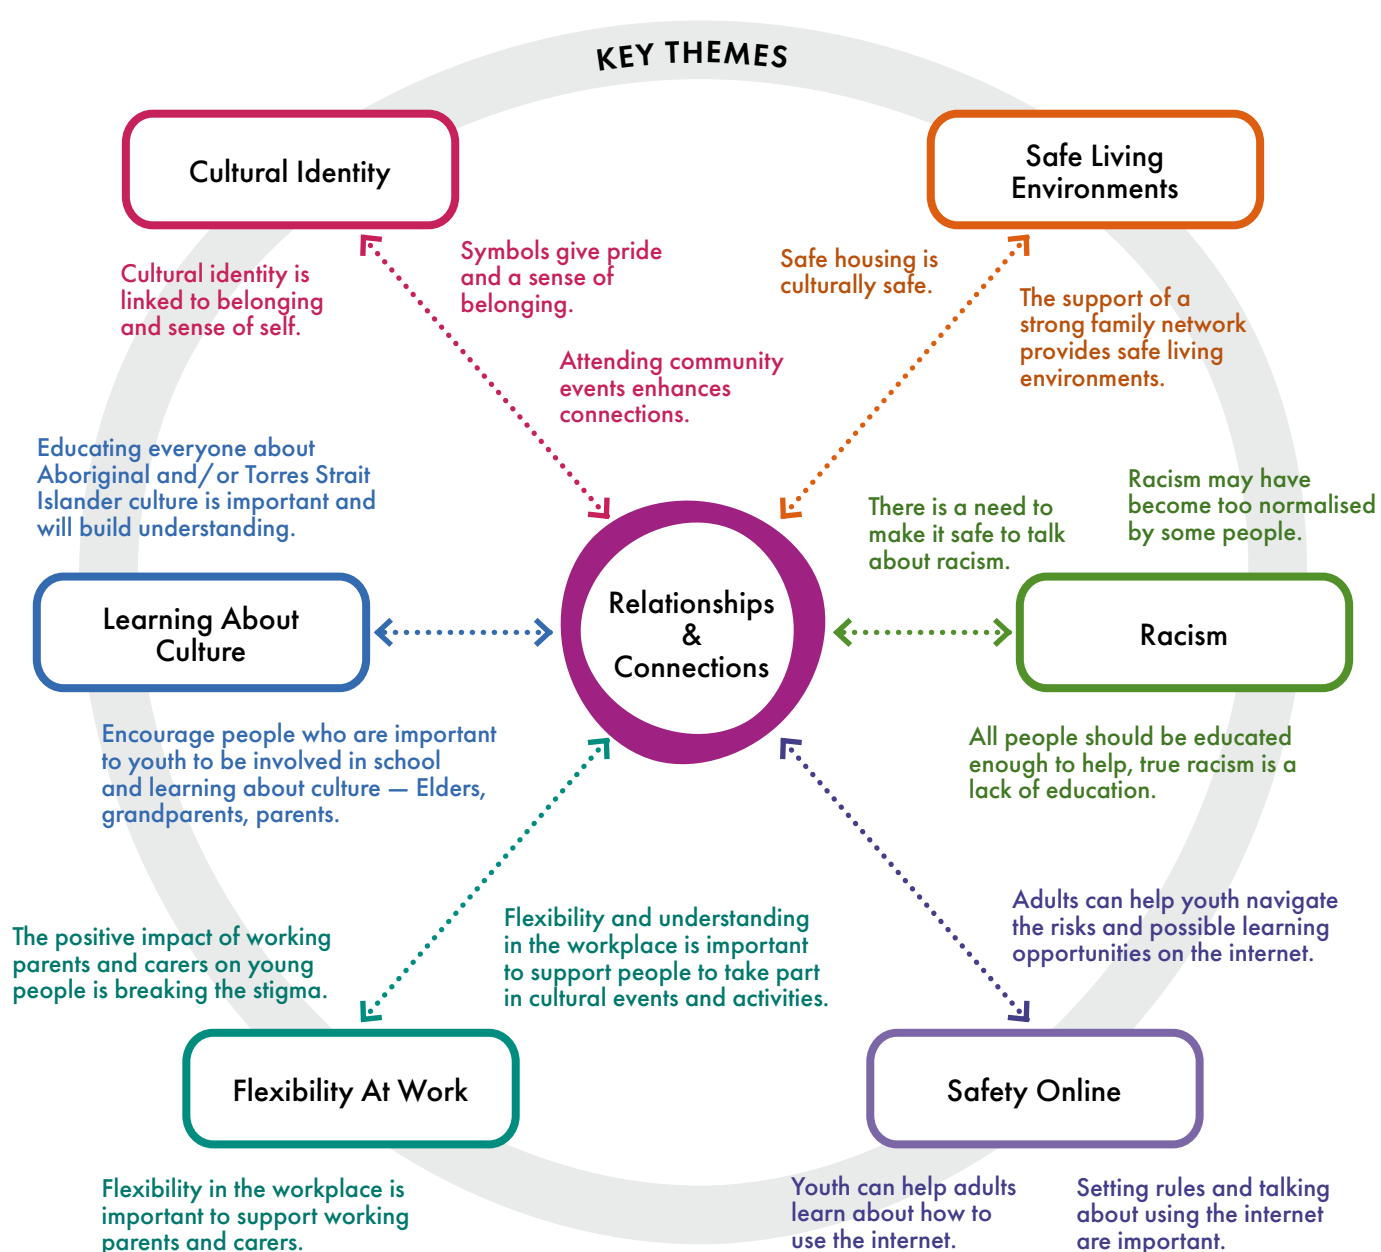 KEY THEMES
Cultural Identity
Cultural identity is
linked to belonging
and sense of self.
Symbols give pride
and a sense of
belonging.
Attending community
events enhances
connections.
Safe Living
Environments
Safe housing is
culturally safe.
The support of a
strong family network
provides safe living
environments.
Educating everyone about
Aboriginal and/or Torres Strait
Islander culture is important and
will build understanding.
Learning About
Culture
Encourage people who are important
to youth to be involved in school
and learning about culture — Elders,
grandparents, parents.
Relationships
&
Connections
There is a need to
make it safe to talk
about racism.
Racism may have
become too normalised
by some people.
Racism
All people should be educated
enough to help, true racism is a
lack of education.
The positive impact of working
parents and carers on young
people is breaking the stigma.
Flexibility and understanding
in the workplace is important
to support people to take part
in cultural events and activities.
Flexibility At Work
Flexibility in the workplace is
important to support working
parents and carers.
Adults can help youth navigate
the risks and possible learning
opportunities on the internet.
Safety Online
Youth can help adults
learn about how to
use the internet.
Setting rules and talking
about using the internet
are important.